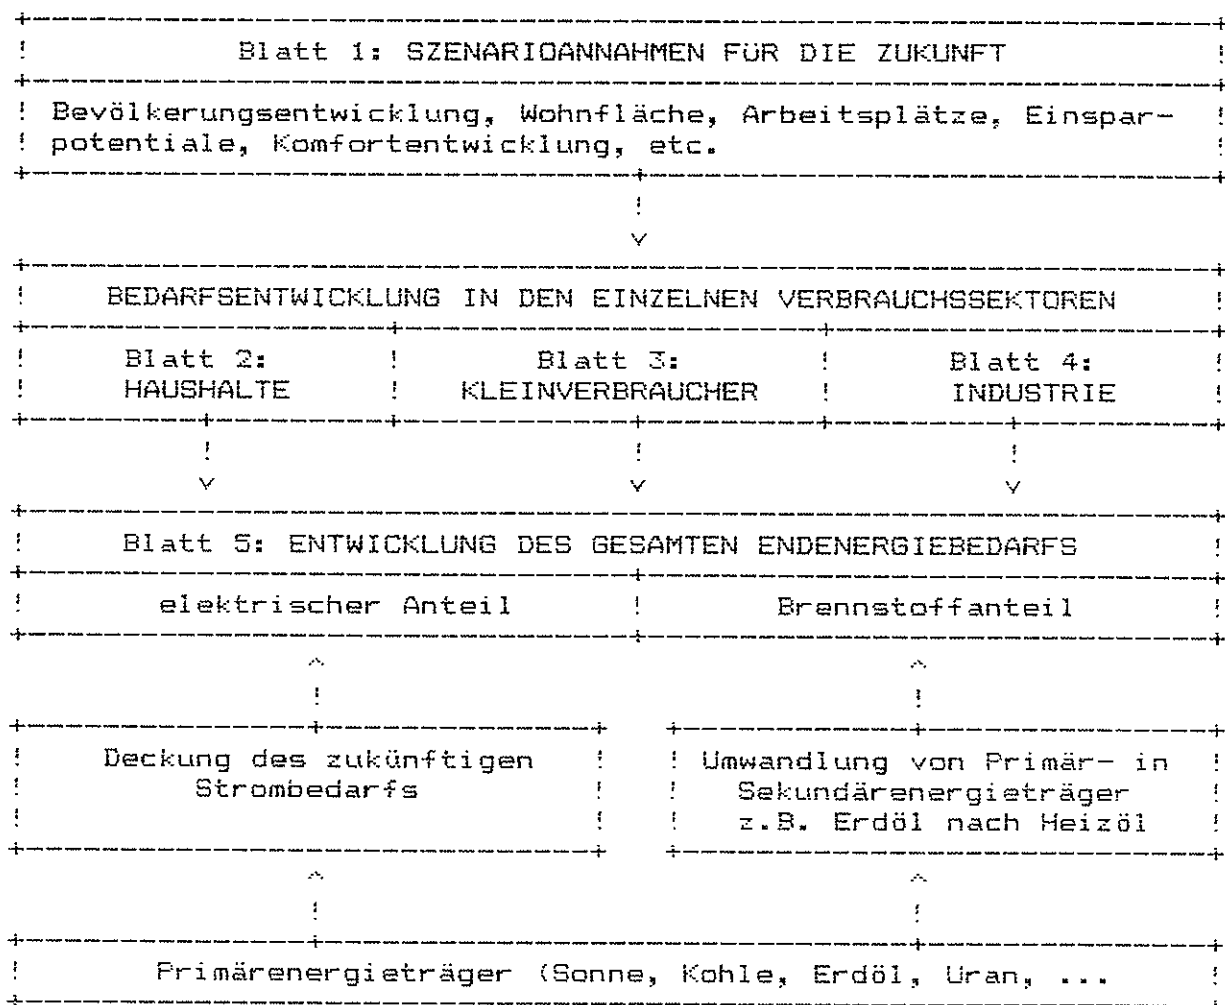 Blatt 1: SZENARIOANNAHMEN FÜR DIE ZUKUNFT
Bevölkerungsentwicklung, Wohnfläche, Arbeitsplätze, Einspar-
potentiale, Komfortentwicklung, etc.
BEDARFSENTWICKLUNG IN DEN EINZELNEN VERBRAUCHSSEKTOREN
Blatt 2:
HAUSHALTE
Blatt 3:
KLEINVERBRAUCHER
Blatt 4:
INDUSTRIE
Blatt 5: ENTWICKLUNG DES GESAMTEN ENDENERGIEBEDARFS
elektrischer Anteil
Brennstoffanteil
Deckung des zukünftigen
Strombedarfs
Umwandlung von Primär- in
Sekundärenergieträger
z.B. Erdöl nach Heizöl
Primärenergieträger (Sonne, Kohle, Erdöl, Uran, ...